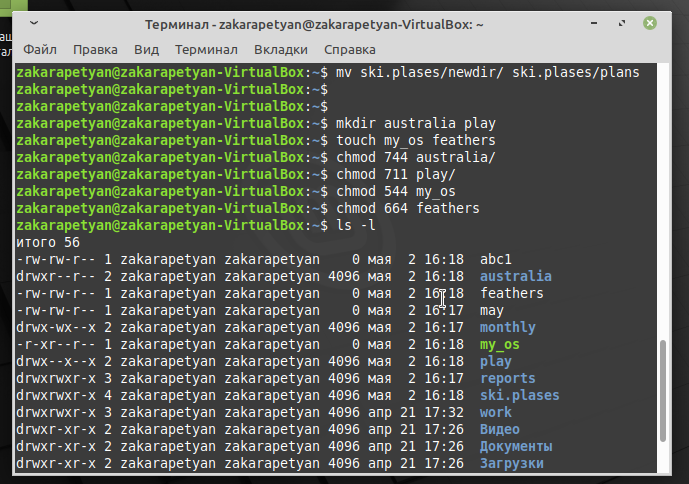 Терминал - zakarapetyan@zakarapetyan-VirtualBox: ~
Файл Правка Вид Терминал Вкладки Справка
zakarapetyan@zakarapetyan-VirtualBox:~$ mv ski.plases/newdir/ ski.plases/plans
zakarapetyan@zakarapetyan-VirtualBox:~$
zakarapetyan@zakarapetyan-VirtualBox:~$
zakarapetyan@zakarapetyan-VirtualBox:~$ mkdir australia play
zakarapetyan@zakarapetyan-VirtualBox:~$ touch my_os feathers
zakarapetyan@zakarapetyan-VirtualBox:~$ chmod 744 australia/
zakarapetyan@zakarapetyan-VirtualBox:~$ chmod 711 play/
zakarapetyan@zakarapetyan-VirtualBox:~$ chmod 544 my_os
zakarapetyan@zakarapetyan-VirtualBox:~$ chmod 664 feathers
zakarapetyan@zakarapetyan-VirtualBox:~$ ls -l
итого 56
-rw-rw-r-- 1 zakarapetyan zakarapetyan    0 мая  2 16:18  abc1
drwxr--r-- 2 zakarapetyan zakarapetyan 4096 мая  2 16:18  australia
-rw-rw-r-- 1 zakarapetyan zakarapetyan    0 мая  2 16:18  feathers
-rw-rw-r-- 1 zakarapetyan zakarapetyan    0 мая  2 16:17  may
drwx-wx--x 2 zakarapetyan zakarapetyan 4096 мая  2 16:17  monthly
-r-xr--r-- 1 zakarapetyan zakarapetyan    0 мая  2 16:18  my_os
drwx--x--x 2 zakarapetyan zakarapetyan 4096 мая  2 16:18  play
drwxrwxr-x 3 zakarapetyan zakarapetyan 4096 мая  2 16:17  reports
drwxrwxr-x 4 zakarapetyan zakarapetyan 4096 мая  2 16:18  ski.plases
drwxrwxr-x 3 zakarapetyan zakarapetyan 4096 апр 21 17:32  work
drwxr-xr-x 2 zakarapetyan zakarapetyan 4096 апр 21 17:26  Видео
drwxr-xr-x 2 zakarapetyan zakarapetyan 4096 апр 21 17:26  Документы
drwxr-xr-x 2 zakarapetyan zakarapetyan 4096 апр 21 17:26  Загрузки